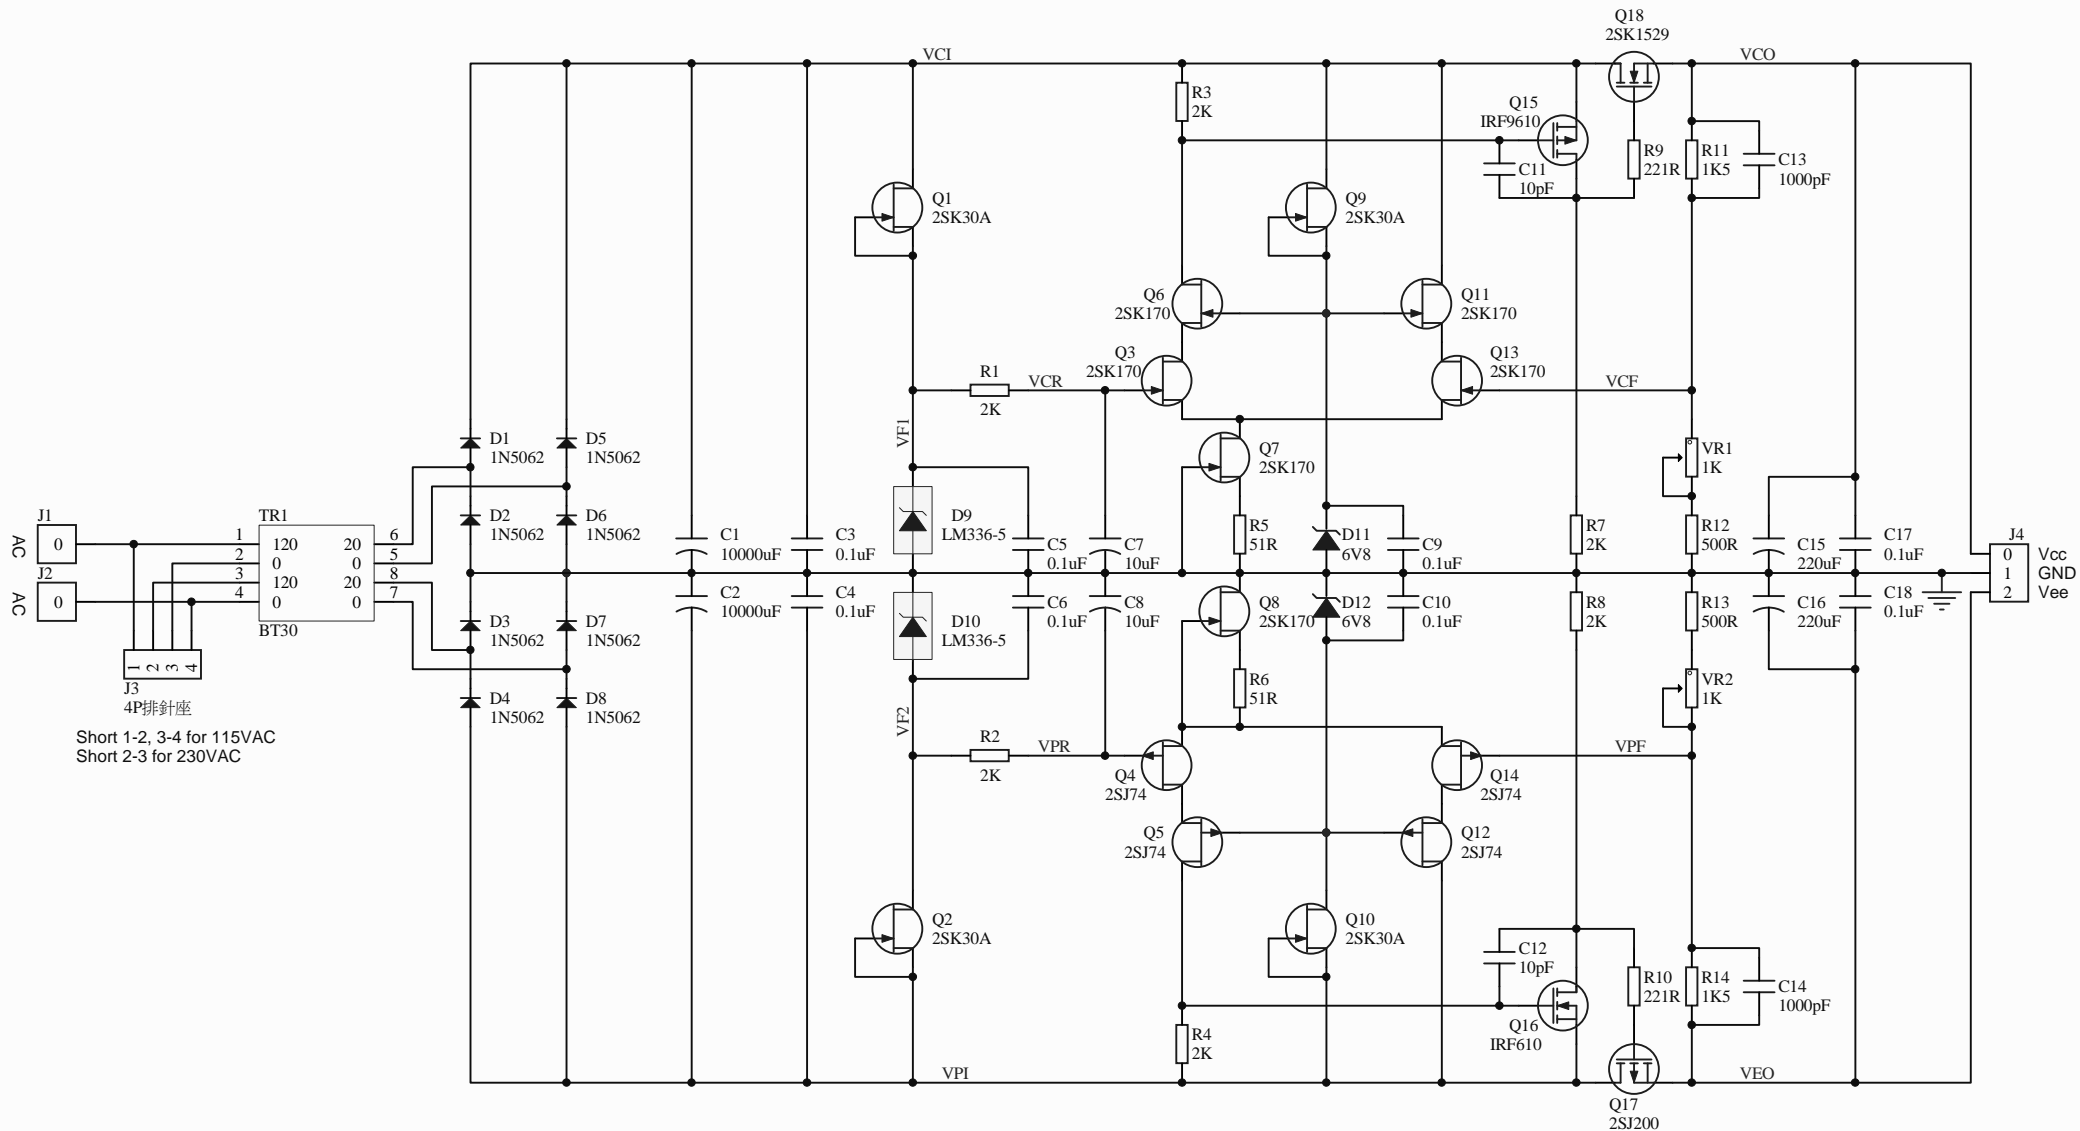 Q18
2SK1529
VCI
VCO
R3
2K
Q15
IRF9610
R9
221R
R11
1K5
C13
1000pF
C11
10pF
Q1
2SK30A
Q9
2SK30A
Q6
2SK170
Q11
2SK170
Q3
2SK170
Q13
2SK170
R1
2K
VCR
VCF
VF1
D1
1N5062
D5
1N5062
Q7
2SK170
VR1
1K
J1
AC
0
TR1
1
2
3
4
120
0
120
0
20
0
20
0
6
5
8
7
BT30
D2
1N5062
D6
1N5062
C1
10000uF
C3
0.1uF
D9
LM336-5
C5
0.1uF
C7
10uF
R5
51R
D11
6V8
C9
0.1uF
R7
2K
R12
500R
C15
220uF
C17
0.1uF
J4
0
1
2
Vcc
GND
Vee
J2
AC
0
C2
10000uF
C4
0.1uF
D10
LM336-5
C6
0.1uF
C8
10uF
Q8
2SK170
D12
6V8
C10
0.1uF
R8
2K
R13
500R
C16
220uF
C18
0.1uF
D3
1N5062
D7
1N5062
1
2
3
4
J3
4P排針座
D4
1N5062
D8
1N5062
R6
51R
VR2
1K
Short 1-2, 3-4 for 115VAC
Short 2-3 for 230VAC
VF2
R2
2K
VPR
VPF
Q4
2SJ74
Q14
2SJ74
Q5
2SJ74
Q12
2SJ74
Q2
2SK30A
Q10
2SK30A
C12
10pF
R10
221R
R14
1K5
C14
1000pF
Q16
IRF610
R4
2K
VPI
VEO
Q17
2SJ200